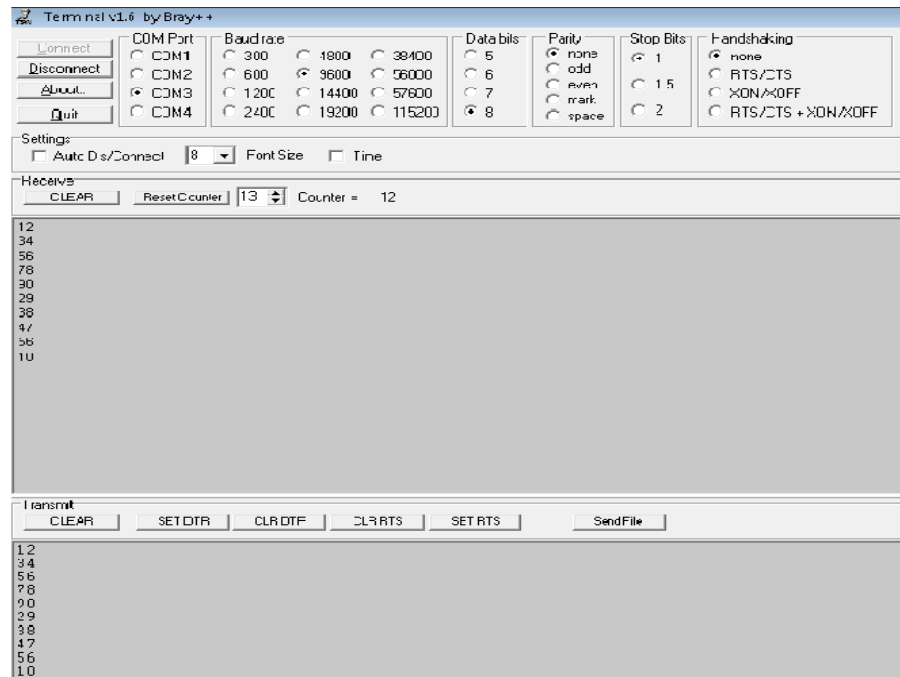 Terminal v1.6 by Bray++
Connect
Disconnect
About..
Quit
COM Port
COM1
COM2
COM3
COM4
Baud rate
300
600
1200
2400
4800
9600
14400
19200
38400
56000
57600
115200
Data bits
5
6
7
8
Parity
none
odd
even
mark
space
Stop Bits
1
1.5
2
Handshaking
none
RTS/CTS
XON/XOFF
RTS/CTS + XON/XOFF
Settings
Auto Dis/Connect 8 Font Size Time
Receive
CLEAR Reset Counter 13 Counter = 12
12
34
56
78
90
29
38
47
56
10
Transmit
CLEAR SET DTR CLR DTR CLR RTS SET RTS Send File
12
34
56
78
90
29
38
47
56
10